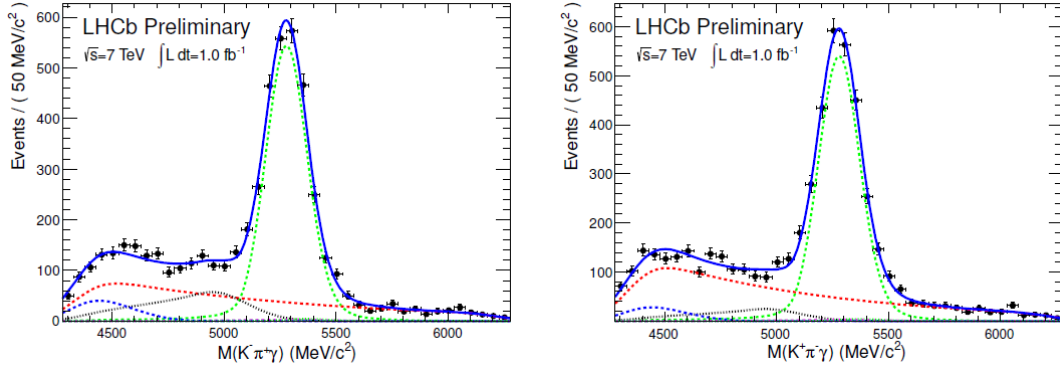 LHCb Preliminary
√s=7 TeV ∫L dt=1.0 fb⁻¹
Events / ( 50 MeV/c² )
600
500
400
300
200
100
0
4500 5000 5500 6000
M(K⁻π⁺γ) (MeV/c²)
LHCb Preliminary
√s=7 TeV ∫L dt=1.0 fb⁻¹
Events / ( 50 MeV/c² )
600
500
400
300
200
100
0
4500 5000 5500 6000
M(K⁺π⁻γ) (MeV/c²)